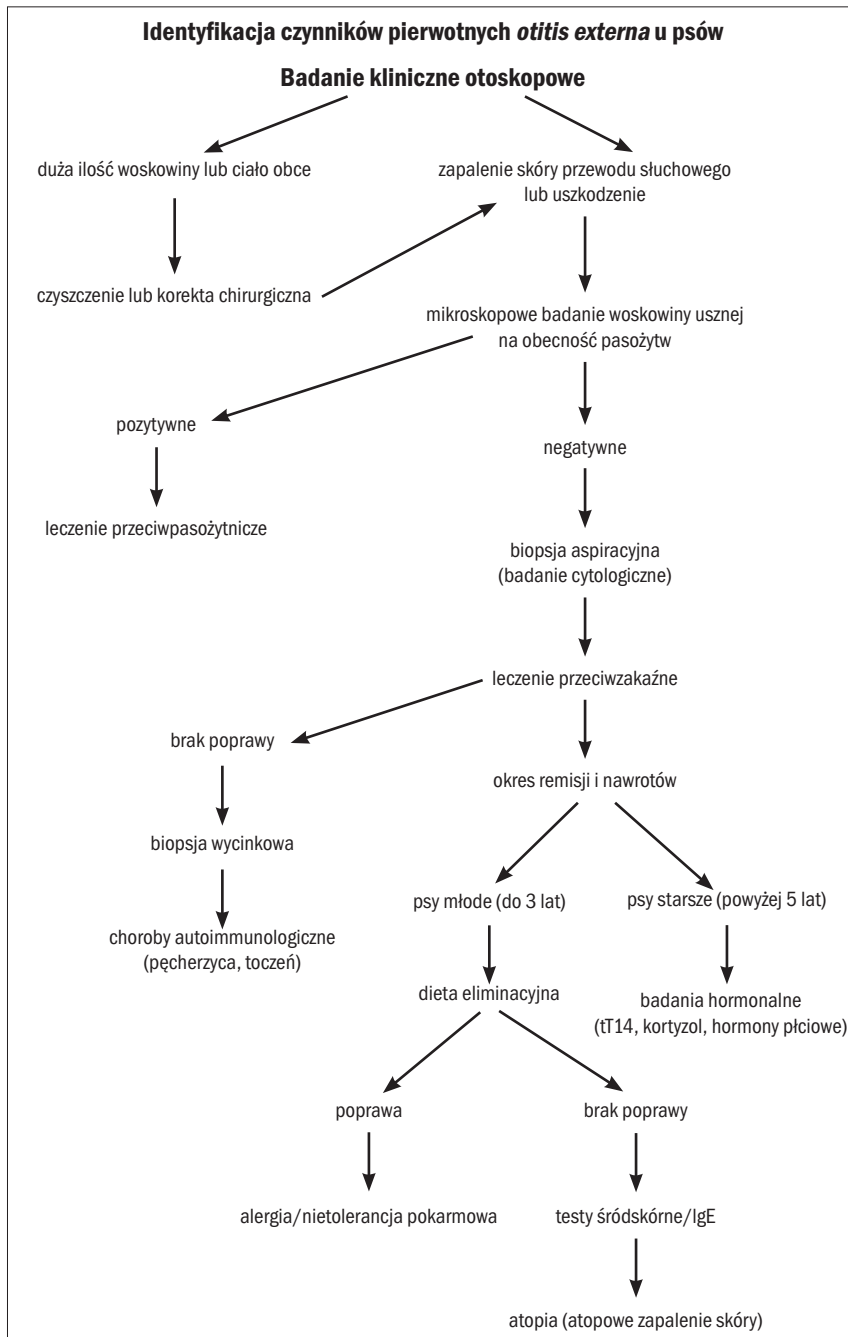 Identyfikacja czynników pierwotnych otitis externa u psów
Badanie kliniczne otoskopowe
duża ilość woskowiny lub ciało obce
zapalenie skóry przewodu słuchowego
lub uszkodzenie
czyszczenie lub korekta chirurgiczna
mikroskopowe badanie woskowiny usznej
na obecność pasożytw
pozytywne
negatywne
leczenie przeciwpasożytnicze
biopsja aspiracyjna
(badanie cytologiczne)
leczenie przeciwzakaźne
brak poprawy
okres remisji i nawrotów
biopsja wycinkowa
psy młode (do 3 lat)
psy starsze (powyżej 5 lat)
choroby autoimmunologiczne
(pęcherzyca, toczeń)
dieta eliminacyjna
badania hormonalne
(tT14, kortyzol, hormony płciowe)
poprawa
brak poprawy
alergia/nietolerancja pokarmowa
testy śródskórne/IgE
atopia (atopowe zapalenie skóry)